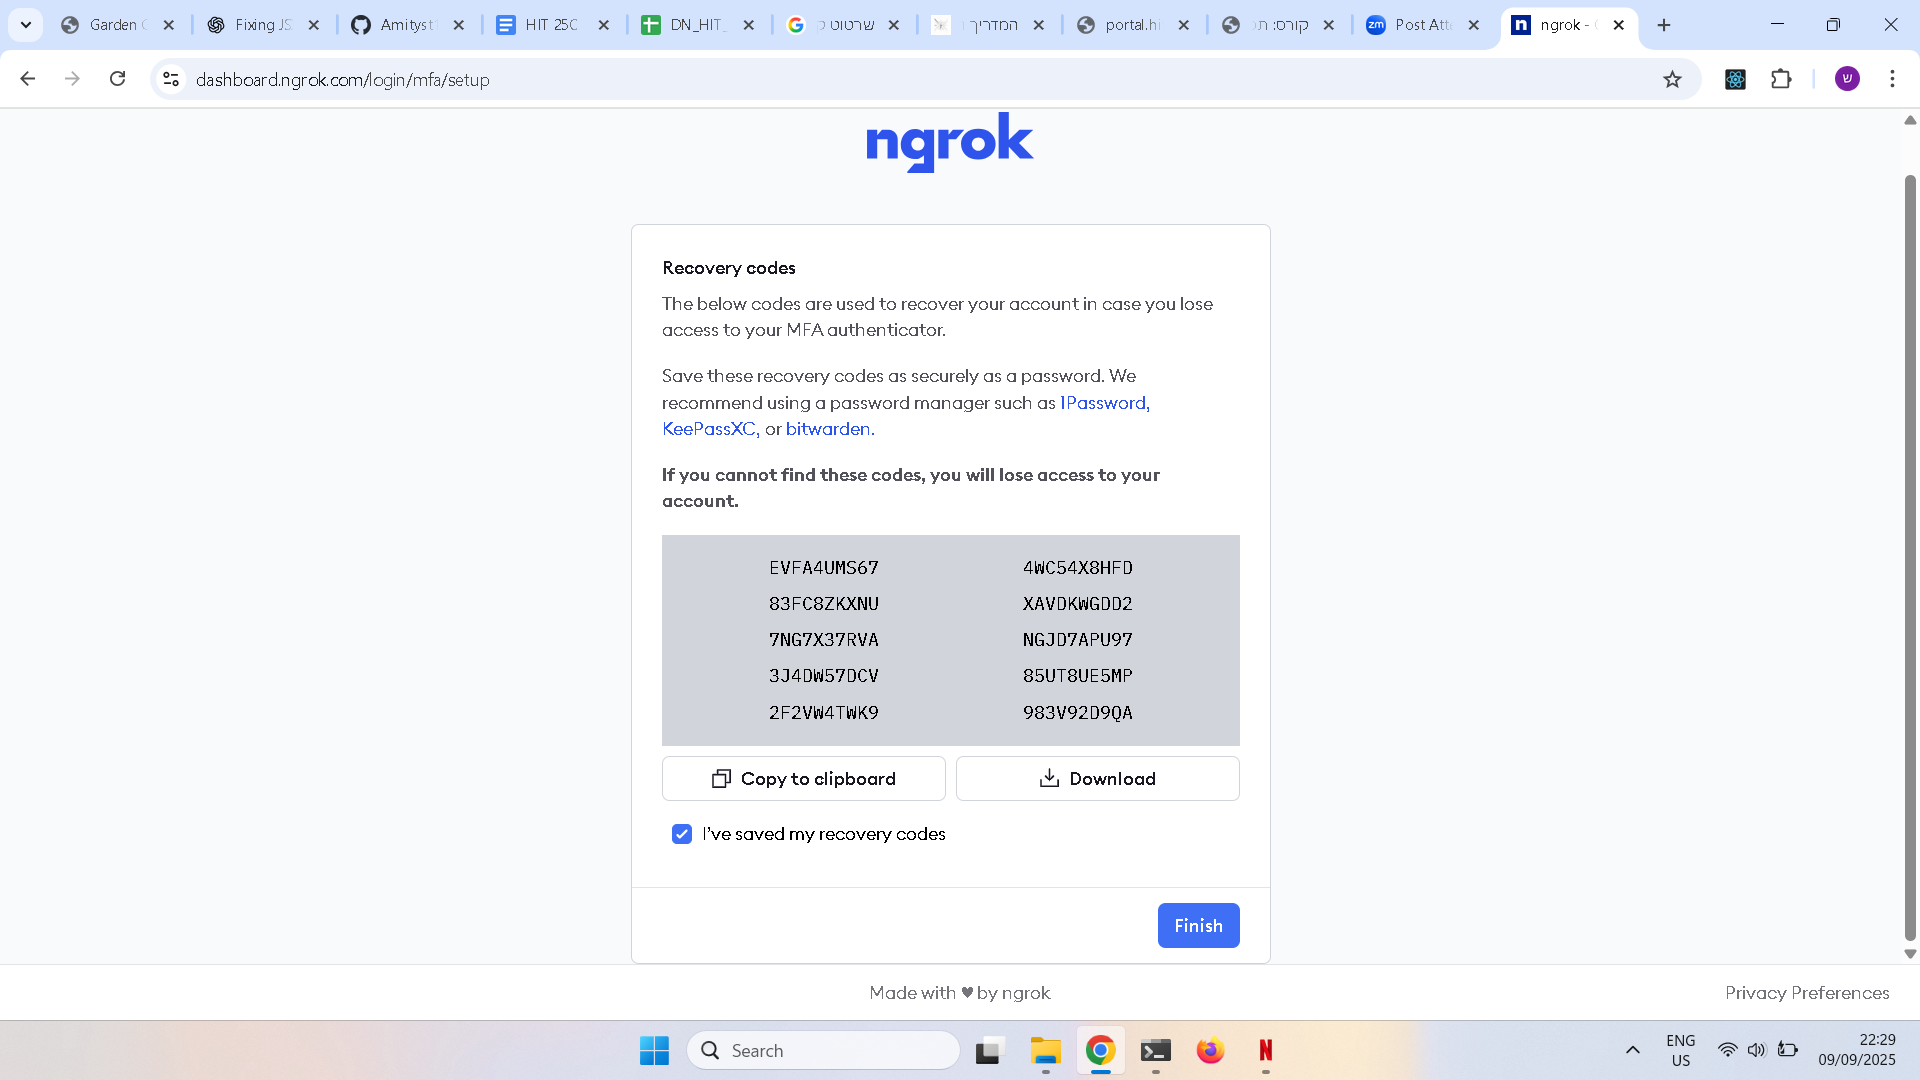 Garden C
Fixing JS
Amityst
HIT 25C
DN_HIT_
שרטוט כ
המדריך
portal.hi
קורס: תכ
Post Atte
ngrok - (
dashboard.ngrok.com/login/mfa/setup
ש
ngrok
Recovery codes
The below codes are used to recover your account in case you lose
access to your MFA authenticator.
Save these recovery codes as securely as a password. We
recommend using a password manager such as 1Password,
KeePassXC, or bitwarden.
If you cannot find these codes, you will lose access to your
account.
EVFA4UMS67 4WC54X8HFD
83FC8ZKXNU XAVDKWGDD2
7NG7X37RVA NGJD7APU97
3J4DW57DCV 85UT8UE5MP
2F2VW4TWK9 983V92D9QA
Copy to clipboard Download
I've saved my recovery codes
Finish
Made with ♥ by ngrok
Privacy Preferences
Search
ENG
US
22:29
09/09/2025